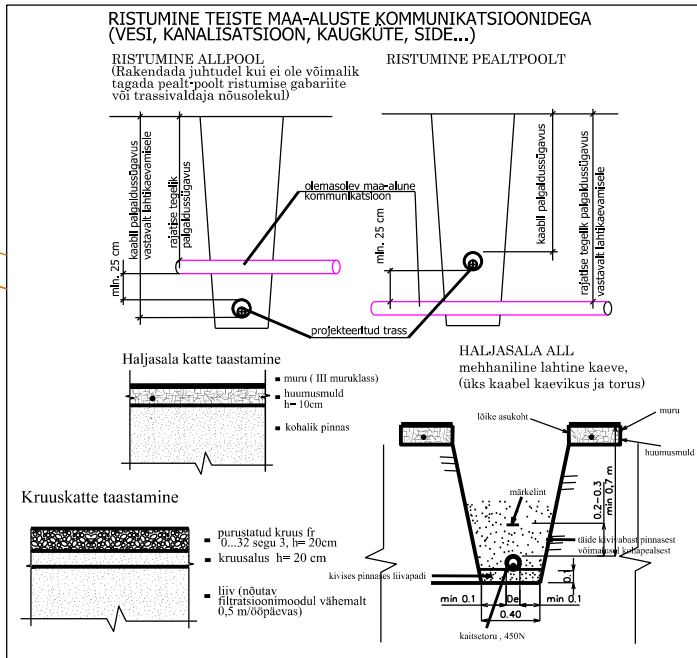 RISTUMINE TEISTE MAA-ALUSTE KOMMUNIKATSIOONIDEGA
(VESI, KANALISATSIOON, KAUGKÜTE, SIDE...)
RISTUMINE ALLPOOL
(Rakendada juhtudel kui ei ole võimalik
tagada pealt-poolt ristumise gabariite
või trassivaldaja nõusolekul)
RISTUMINE PEALTPOOLT
kaabli palgaldussügavus
vastavalt lahtikaevamisele
rajatise tegelik
palgaldussügavus
min. 25 cm
olemasolev maa-alune
kommunikatsioon
min. 25 cm
kaabli palgaldussügavus
rajatise tegelik palgaldussügavus
vastavalt lahtikaevamisele
projekteeritud trass
Haljasala katte taastamine
muru ( III muruklass)
huumusmuld
h- 10cm
kohalik pinnas
Kruuskatte taastamine
purustatud kruus fr
0...32 segu 3, h= 20cm
kruusalus h= 20 cm
liiv (nõutav
filtratsioonimoodul vähemalt
0,5 m/ööpäevas)
HALJASALA ALL
mehhaniline lahtine kaeve,
(üks kaabel kaevikus ja torus)
lõike asukoht
muru
huumusmuld
märkelint
0.2-0.3
min 0,7 m
täide kivivabast pinnasest
võimalusel kohapealsest
kivises pinnases liivapadi
0.1
min 0.1
De
min 0.1
0.40
kaitsetoru , 450N